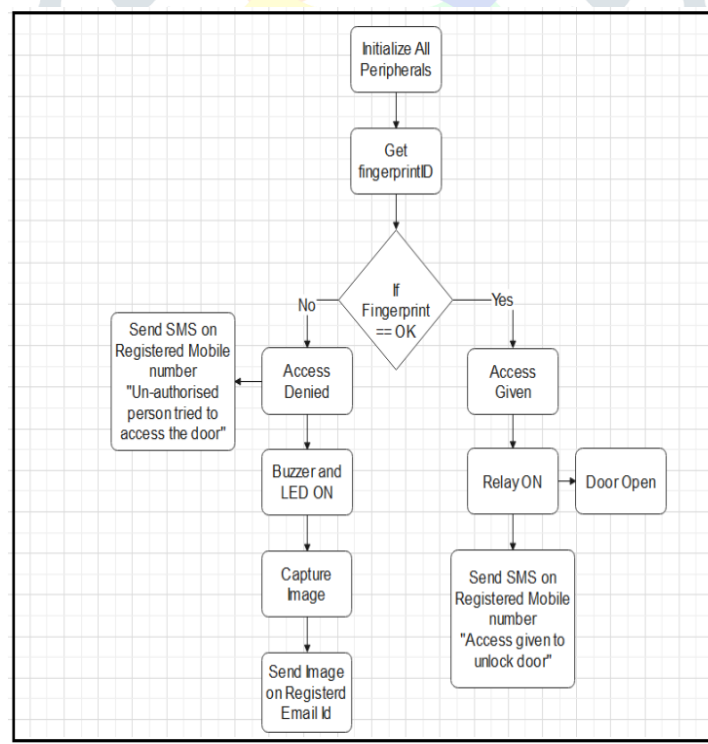 Initialize All
Peripherals
Get
fingerprintID
If
Fingerprint
== OK
No
Yes
Send SMS on
Registered Mobile
number
"Un-authorised
person tried to
access the door"
Access
Denied
Access
Given
Buzzer and
LED ON
Relay ON
Door Open
Capture
Image
Send SMS on
Registered Mobile
number
"Access given to
unlock door"
Send Image
on Registerd
Email Id